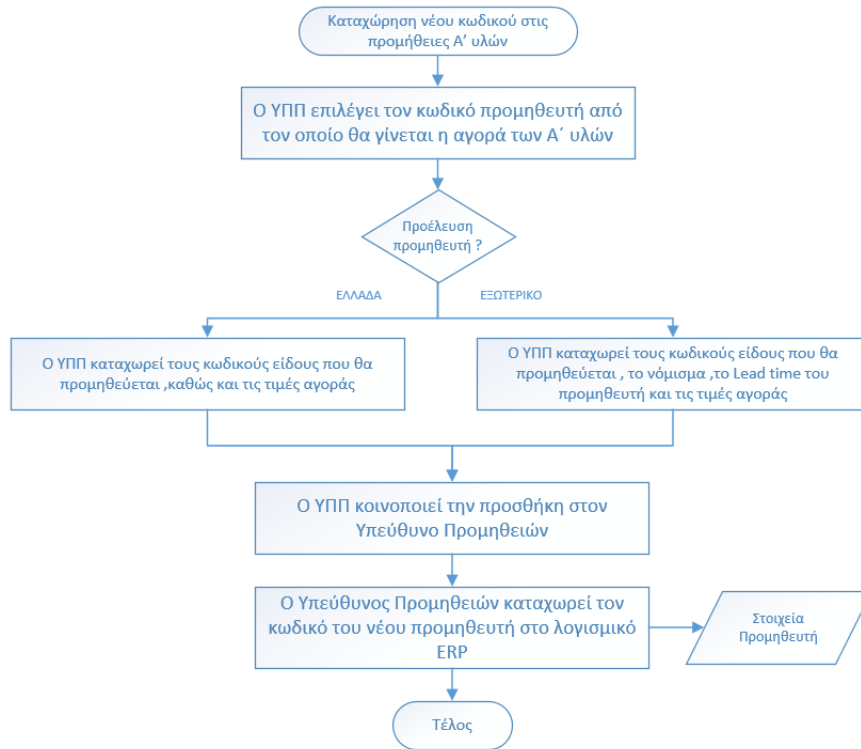 Καταχώρηση νέου κωδικού στις
προμήθειες Α' υλών
Ο ΥΠΠ επιλέγει τον κωδικό προμηθευτή από
τον οποίο θα γίνεται η αγορά των Α΄ υλών
Προέλευση
προμηθευτή ?
ΕΛΛΑΔΑ
ΕΞΩΤΕΡΙΚΟ
Ο ΥΠΠ καταχωρεί τους κωδικούς είδους που θα
προμηθεύεται ,καθώς και τις τιμές αγοράς
Ο ΥΠΠ καταχωρεί τους κωδικούς είδους που θα
προμηθεύεται , το νόμισμα ,το Lead time του
προμηθευτή και τις τιμές αγοράς
Ο ΥΠΠ κοινοποιεί την προσθήκη στον
Υπεύθυνο Προμηθειών
Ο Υπεύθυνος Προμηθειών καταχωρεί τον
κωδικό του νέου προμηθευτή στο λογισμικό
ERP
Στοιχεία
Προμηθευτή
Τέλος